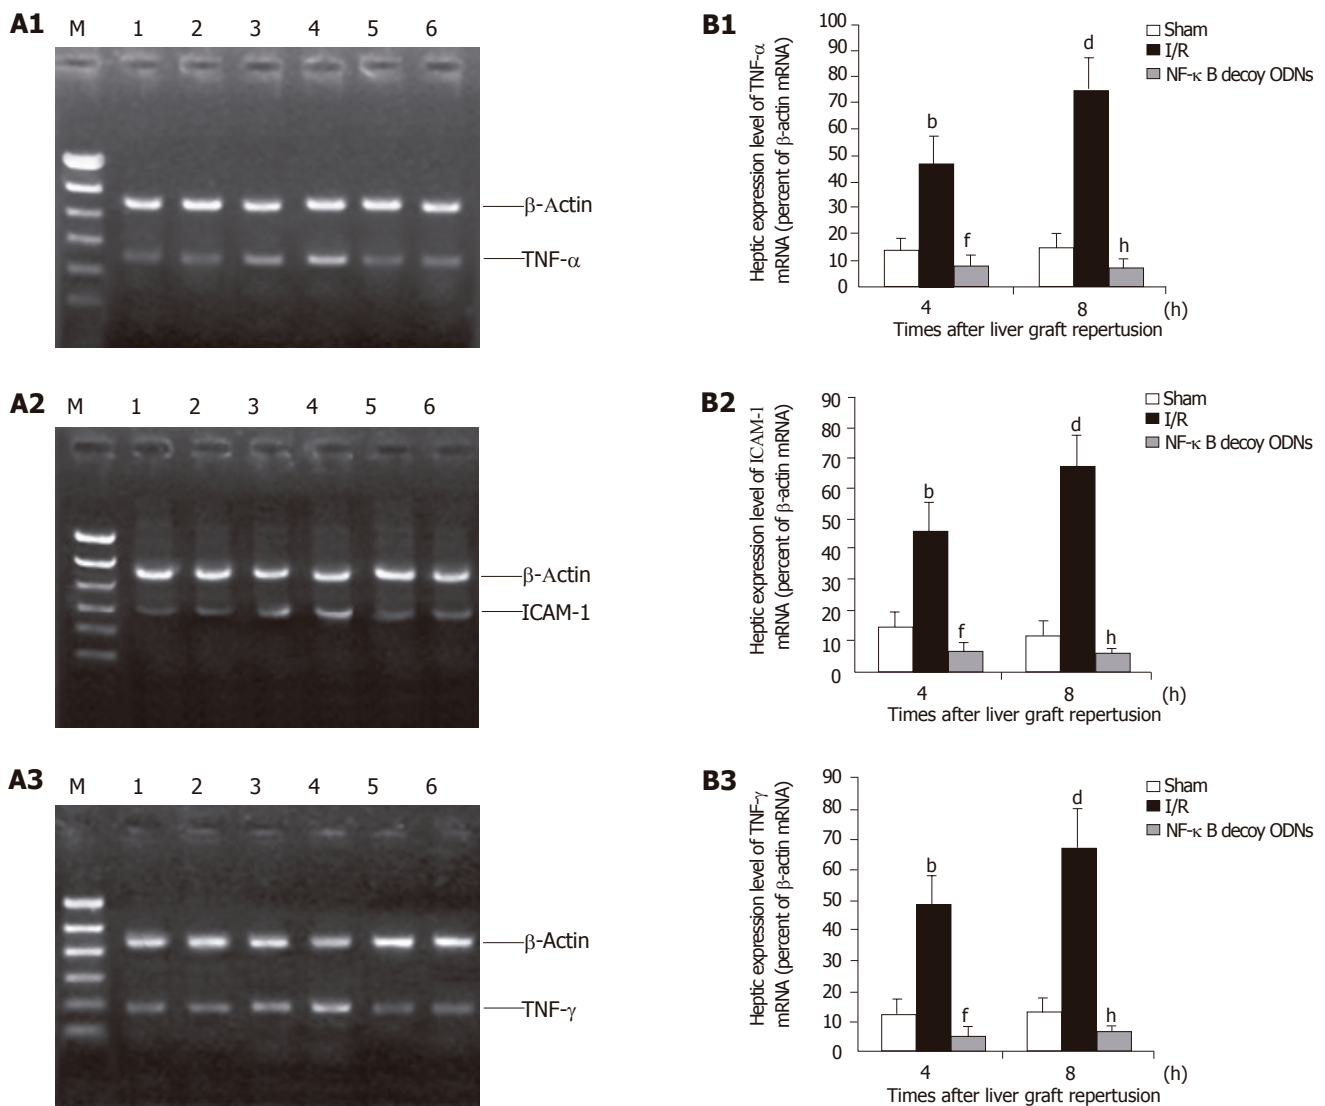 A1
M 1 2 3 4 5 6
β-Actin
TNF-α
B1
Heptic expression level of TNF-α
mRNA (percent of β-actin mRNA)
100
90
80
70
60
50
40
30
20
10
0
b
f
d
h
4
8
(h)
Times after liver graft repertusion
Sham
I/R
NF-κ B decoy ODNs
A2
M 1 2 3 4 5 6
β-Actin
ICAM-1
B2
Heptic expression level of ICAM-1
mRNA (percent of β-actin mRNA)
90
80
70
60
50
40
30
20
10
0
b
f
d
h
4
8
(h)
Times after liver graft repertusion
Sham
I/R
NF-κ B decoy ODNs
A3
M 1 2 3 4 5 6
β-Actin
TNF-γ
B3
Heptic expression level of TNF-γ
mRNA (percent of β-actin mRNA)
90
80
70
60
50
40
30
20
10
0
b
f
d
h
4
8
(h)
Times after liver graft repertusion
Sham
I/R
NF-κ B decoy ODNs